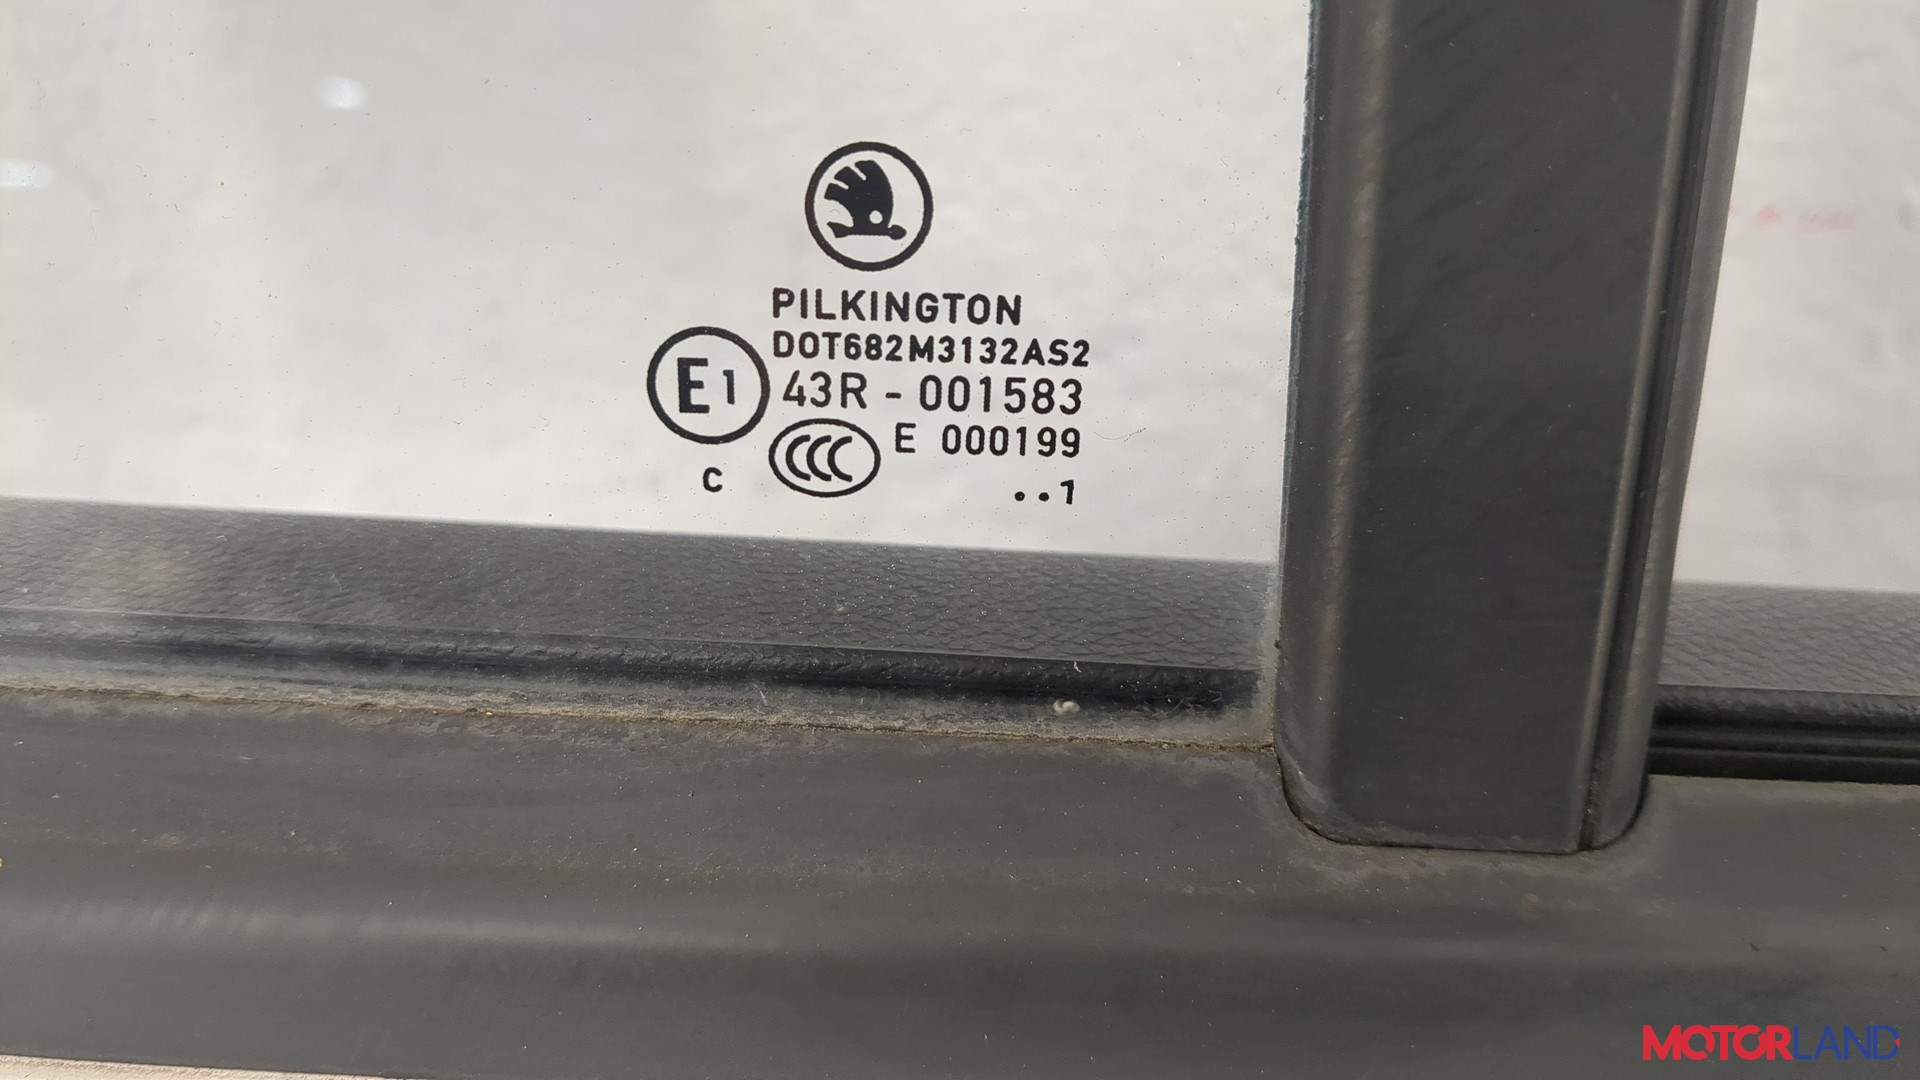 PILKINGTON
DOT682M3132AS2
E1 43R - 001583
CCC E 000199
C ..1
MOTORLAND